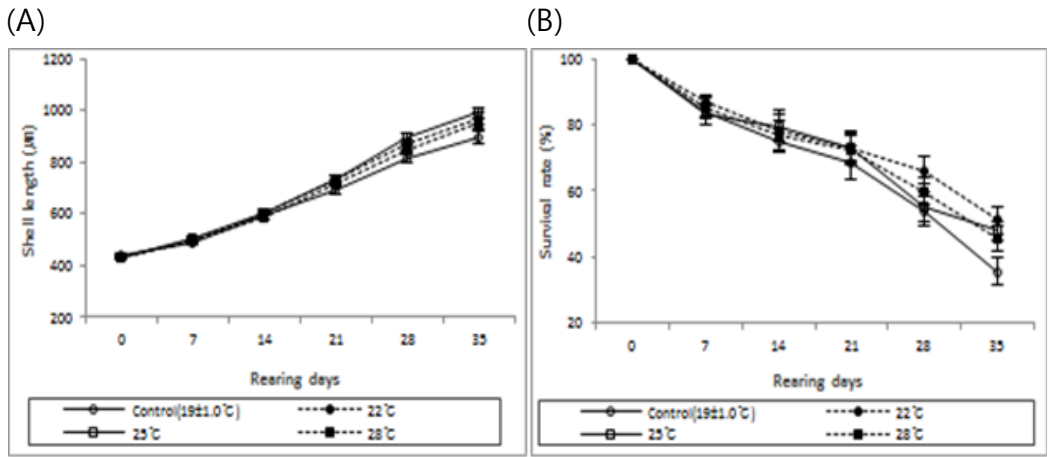 (A)
(B)
1200
1000
800
600
400
200
Shell length (μm)
0 7 14 21 28 35
Rearing days
Control(19±1.0℃) 22℃
25℃ 28℃
100
80
60
40
20
Survival rate (%)
0 7 14 21 28 35
Rearing days
Control(19±1.0℃) 22℃
25℃ 28℃